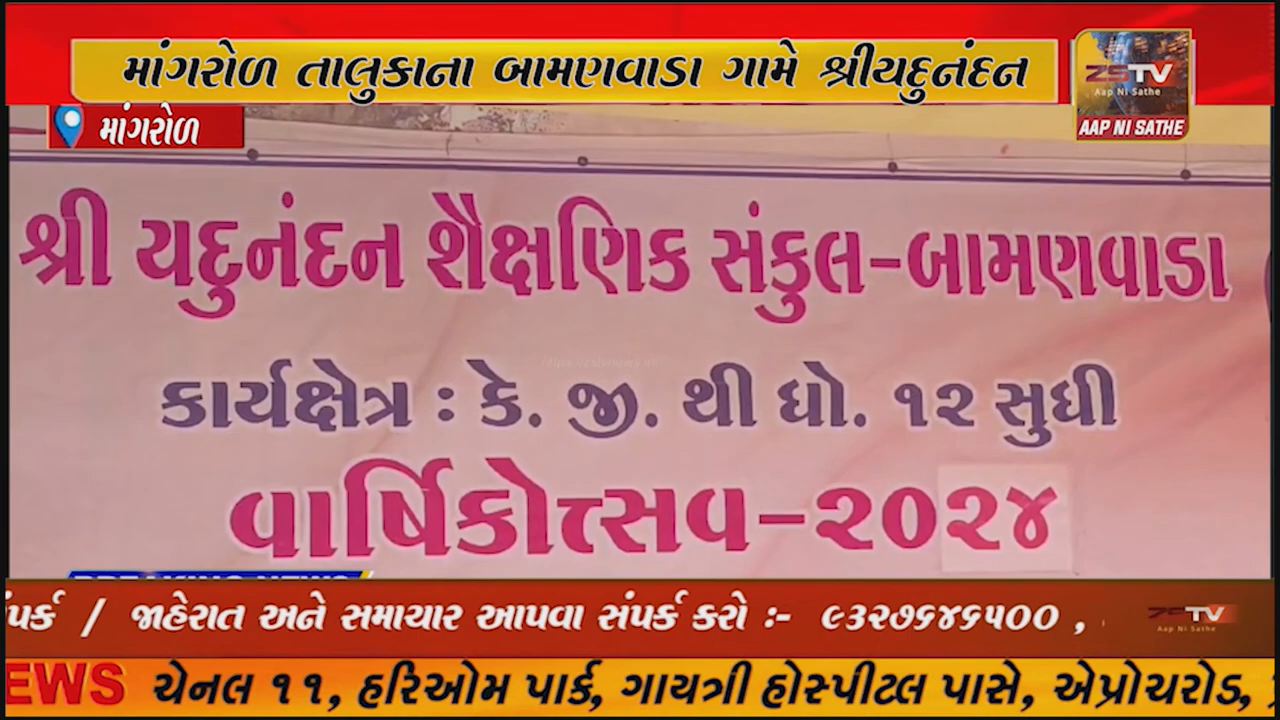 માંગરોળ તાલુકાના બામણવાડા ગામે શ્રીયદુનંદન
ZSTV
Aap Ni Sathe
AAP NI SATHE
માંગરોળ
શ્રી યદુનંદન શૈક્ષણિક સંકુલ-બામણવાડા
કાર્યક્ષેત્ર : કે. જી. થી ધો. ૧૨ સુધી
વાર્ષિકોત્સવ-૨૦૨૪
BREAKING NEWS
સંપર્ક / જાહેરાત અને સમાચાર આપવા સંપર્ક કરો :- ૯૩૨૭૬૪૬૫૦૦ ,
ZSTV
Aap Ni Sathe
EWS ચેનલ ૧૧, હરિઓમ પાર્ક, ગાયત્રી હોસ્પીટલ પાસે, એપ્રોચરોડ,